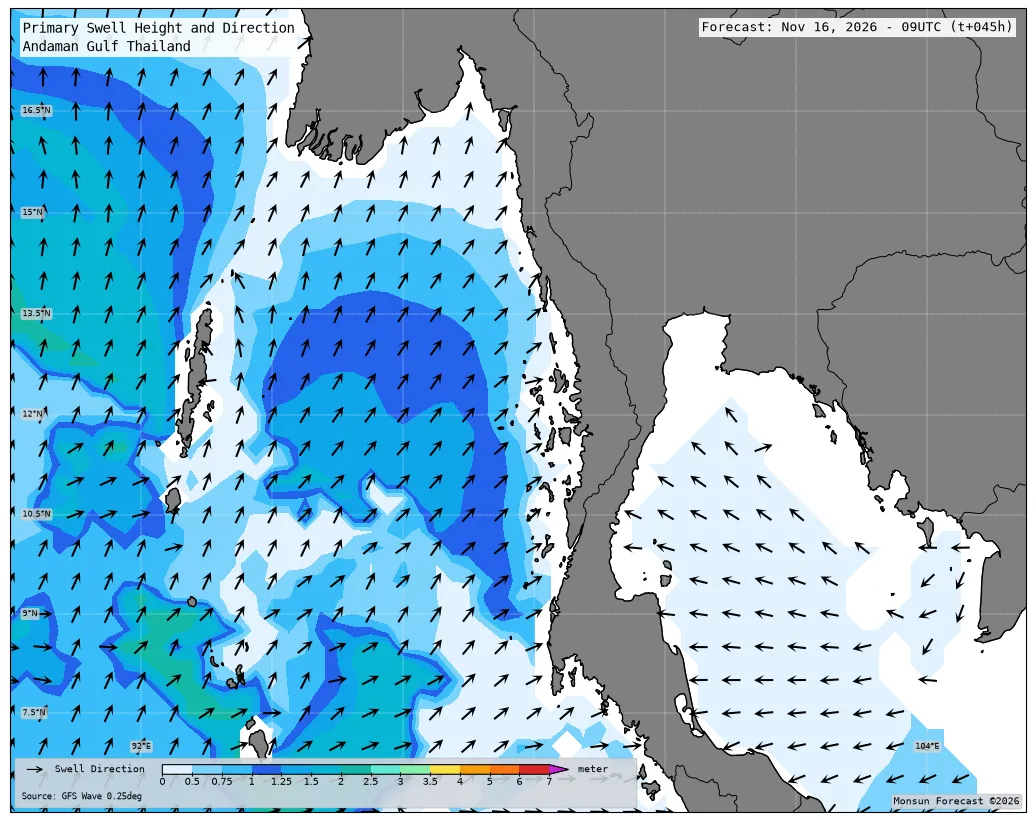 Primary Swell Height and Direction
Andaman Gulf Thailand
Forecast: Nov 16, 2026 - 09UTC (t+045h)
16.5°N
15°N
13.5°N
12°N
10.5°N
9°N
7.5°N
92°E
104°E
Swell Direction
meter
0 0.5 0.75 1 1.25 1.5 2 2.5 3 3.5 4 5 6 7
Source: GFS Wave 0.25deg
Monsun Forecast ©2026